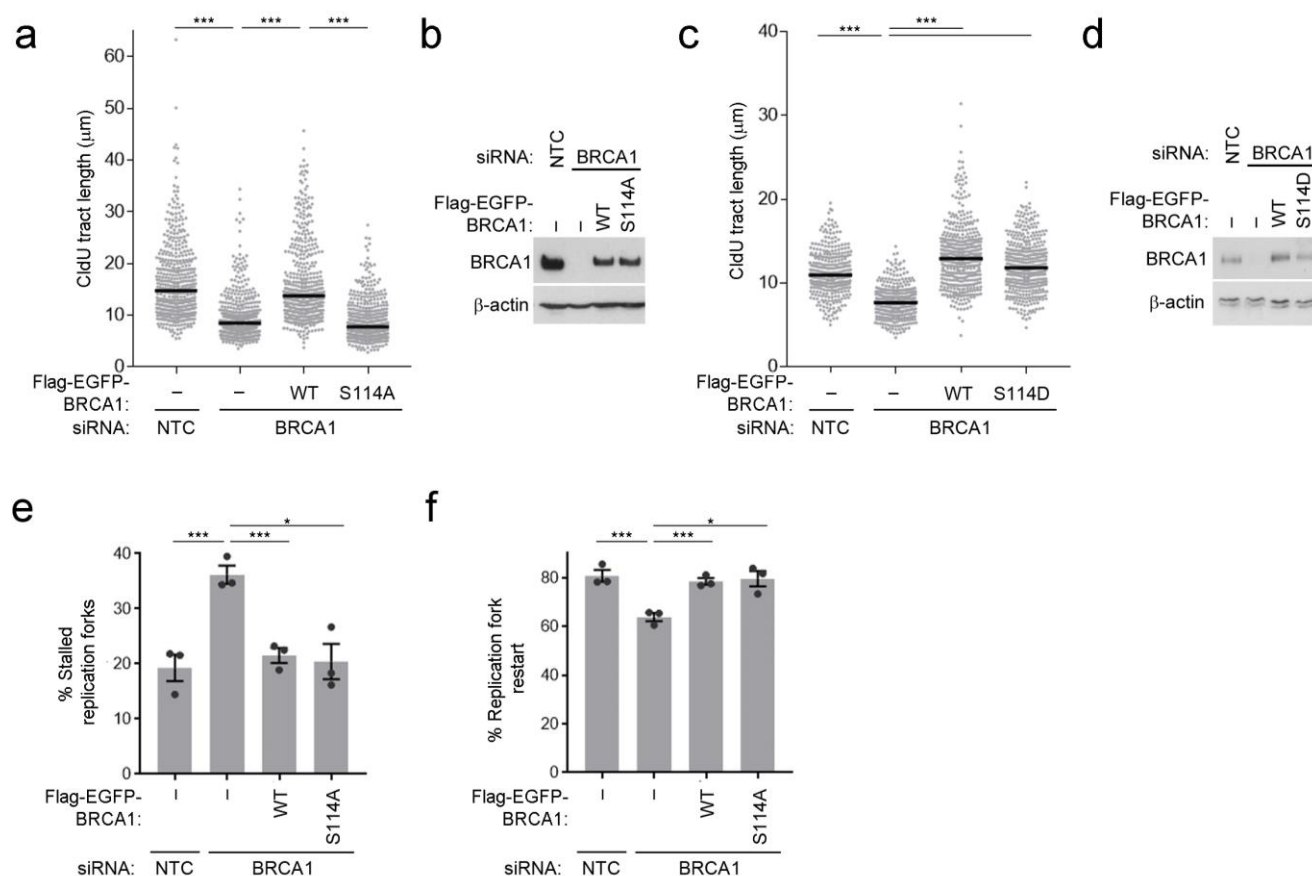 a
*** *** ***
CldU tract length (μm)
60
50
40
30
20
10
0
Flag-EGFP-
BRCA1:
– – WT S114A
siRNA: NTC BRCA1
b
siRNA: NTC BRCA1
Flag-EGFP-
BRCA1: – – WT S114A
BRCA1
β-actin
c
***
*** 
CldU tract length (μm)
40
30
20
10
0
Flag-EGFP-
BRCA1:
– – WT S114D
siRNA: NTC BRCA1
d
siRNA: NTC BRCA1
Flag-EGFP-
BRCA1: – – WT S114D
BRCA1
β-actin
e
*
*** ***
% Stalled
replication forks
40
30
20
10
0
Flag-EGFP-
BRCA1:
– – WT S114A
siRNA: NTC BRCA1
f
*
*** ***
% Replication fork
restart
80
60
40
20
0
Flag-EGFP-
BRCA1:
– – WT S114A
siRNA: NTC BRCA1